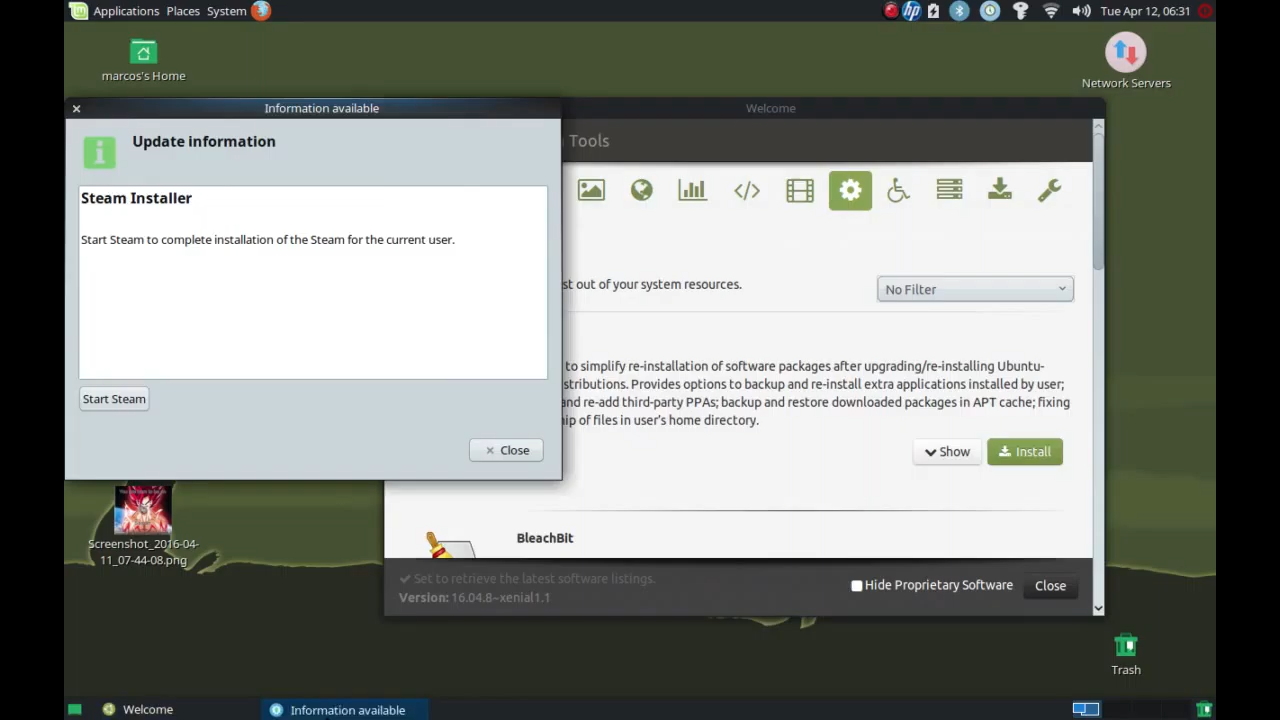 Applications Places System
Tue Apr 12, 06:31
marcos's Home
Network Servers
Information available
Welcome
Update information
Tools
Steam Installer
Start Steam to complete installation of the Steam for the current user.
st out of your system resources.
No Filter
to simplify re-installation of software packages after upgrading/re-installing Ubuntu-
stributions. Provides options to backup and re-install extra applications installed by user;
and re-add third-party PPAs; backup and restore downloaded packages in APT cache; fixing
ip of files in user's home directory.
Start Steam
Close
Show
Install
Screenshot_2016-04-
11_07-44-08.png
BleachBit
Set to retrieve the latest software listings.
Version: 16.04.8~xenial1.1
Hide Proprietary Software
Close
Trash
Welcome
Information available